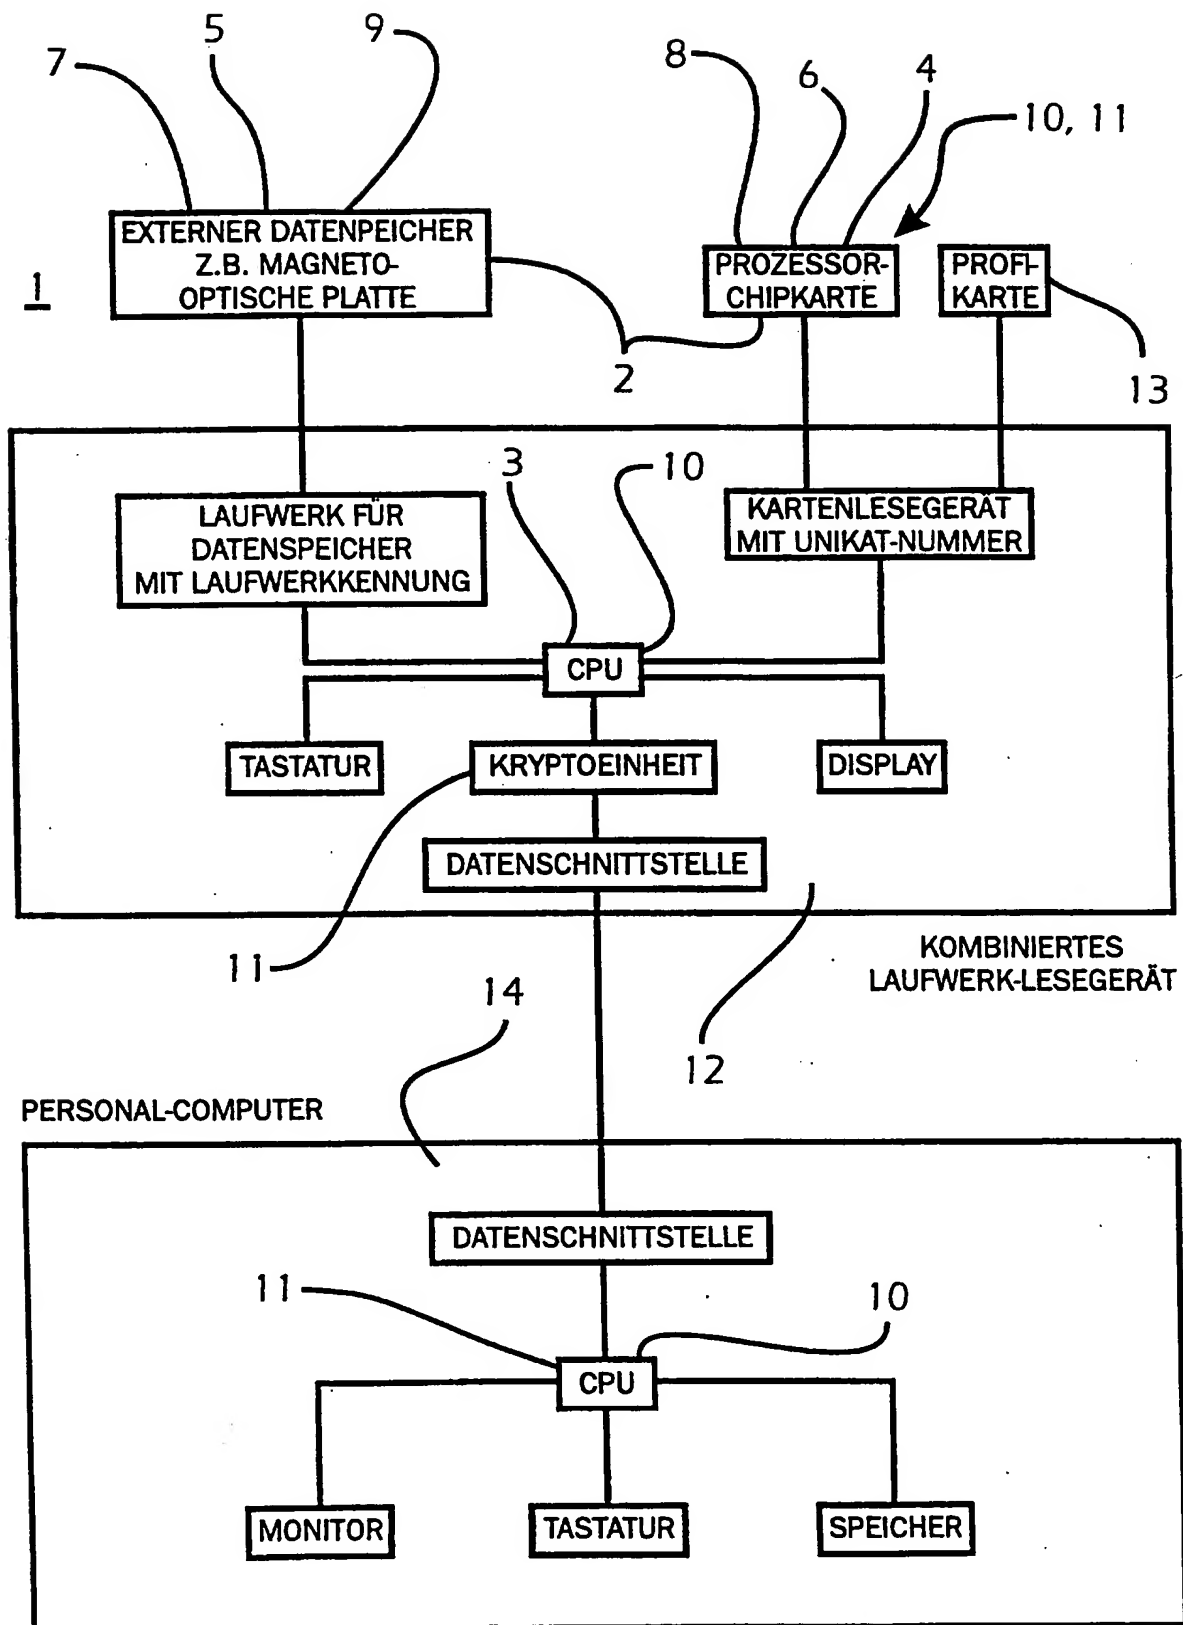 7
5
9
8
6
4
10, 11
1
EXTERNER DATENPEICHER
Z.B. MAGNETO-
OPTISCHE PLATTE
PROZESSOR-
CHIPKARTE
PROFI-
KARTE
2
13
3
10
LAUFWERK FÜR
DATENSPEICHER
MIT LAUFWERKKENNUNG
KARTENLESEGERÄT
MIT UNIKAT-NUMMER
CPU
TASTATUR
KRYPTOEINHEIT
DISPLAY
DATENSCHNITTSTELLE
11
KOMBINIERTES
LAUFWERK-LESEGERÄT
14
12
PERSONAL-COMPUTER
DATENSCHNITTSTELLE
11
10
CPU
MONITOR
TASTATUR
SPEICHER